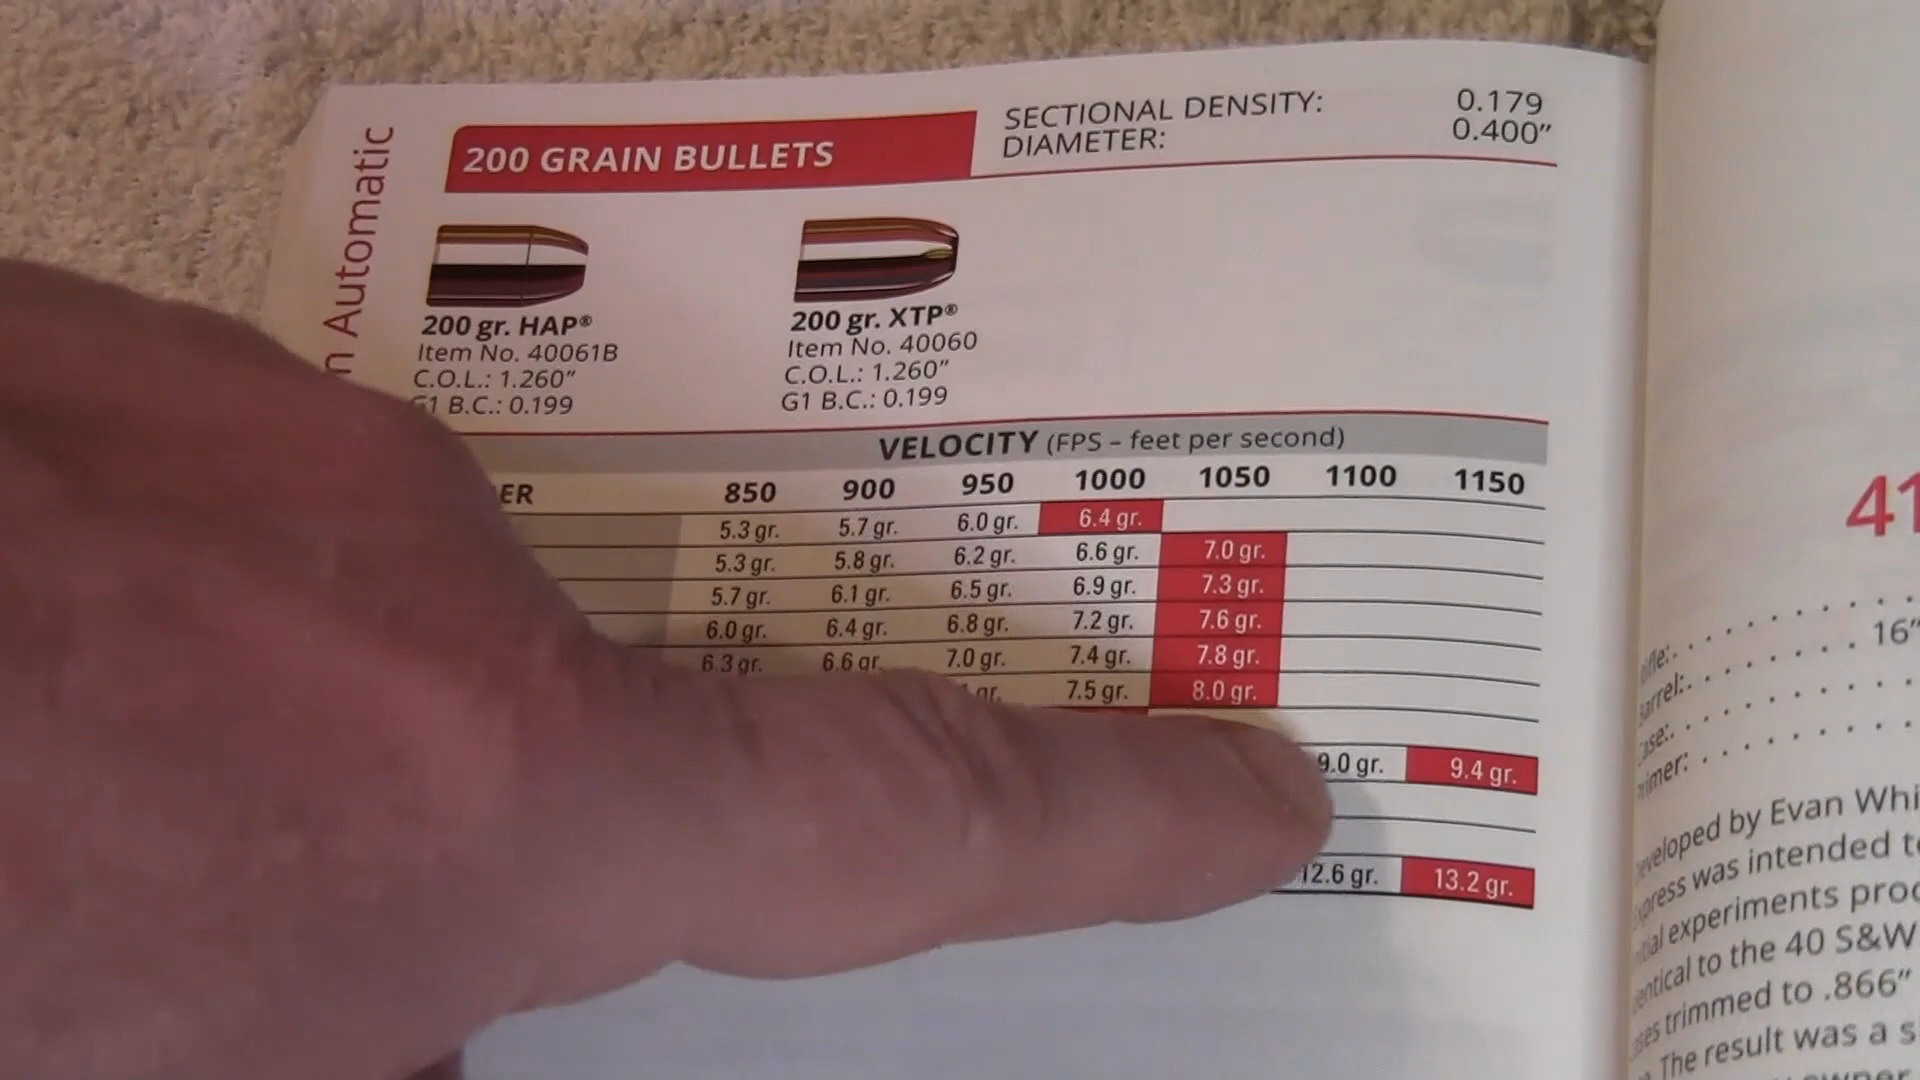 Automatic
200 GRAIN BULLETS
SECTIONAL DENSITY: 0.179
DIAMETER: 0.400”
200 gr. HAP®
Item No. 40061B
C.O.L.: 1.260”
G1 B.C.: 0.199
200 gr. XTP®
Item No. 40060
C.O.L.: 1.260”
G1 B.C.: 0.199
VELOCITY (FPS – feet per second)
850 900 950 1000 1050 1100 1150
5.3 gr. 5.7 gr. 6.0 gr. 6.4 gr.
5.3 gr. 5.8 gr. 6.2 gr. 6.6 gr. 7.0 gr.
5.7 gr. 6.1 gr. 6.5 gr. 6.9 gr. 7.3 gr.
6.0 gr. 6.4 gr. 6.8 gr. 7.2 gr. 7.6 gr.
6.3 gr. 6.6 gr. 7.0 gr. 7.4 gr. 7.8 gr.
gr. 7.5 gr. 8.0 gr.
9.0 gr. 9.4 gr.
12.6 gr. 13.2 gr.
41
16”
by Evan
was intended
experiments
to the 40 S&W
trimmed to .866”
The result was a